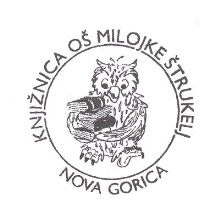 KNJIŽNICA OŠ MILOJKE ŠTRUKELJ
NOVA GORICA